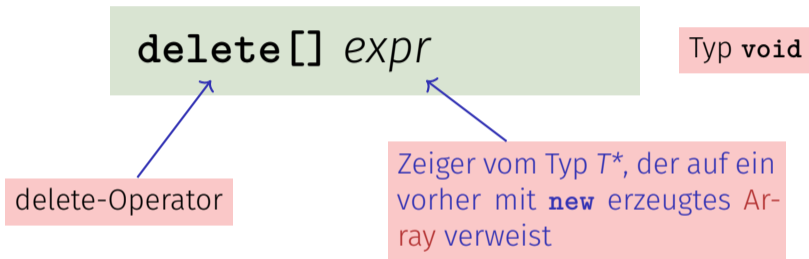 delete[] expr
Typ void
delete-Operator
Zeiger vom Typ T*, der auf ein
vorher mit new erzeugtes Ar-
ray verweist